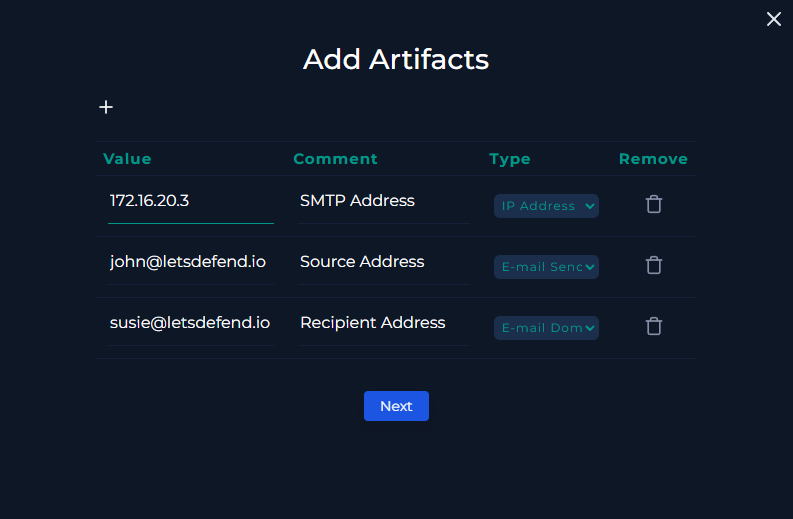 Add Artifacts
+
Value Comment Type Remove
172.16.20.3 SMTP Address IP Address
john@letsdefend.io Source Address E-mail Senc
susie@letsdefend.io Recipient Address E-mail Dom
Next